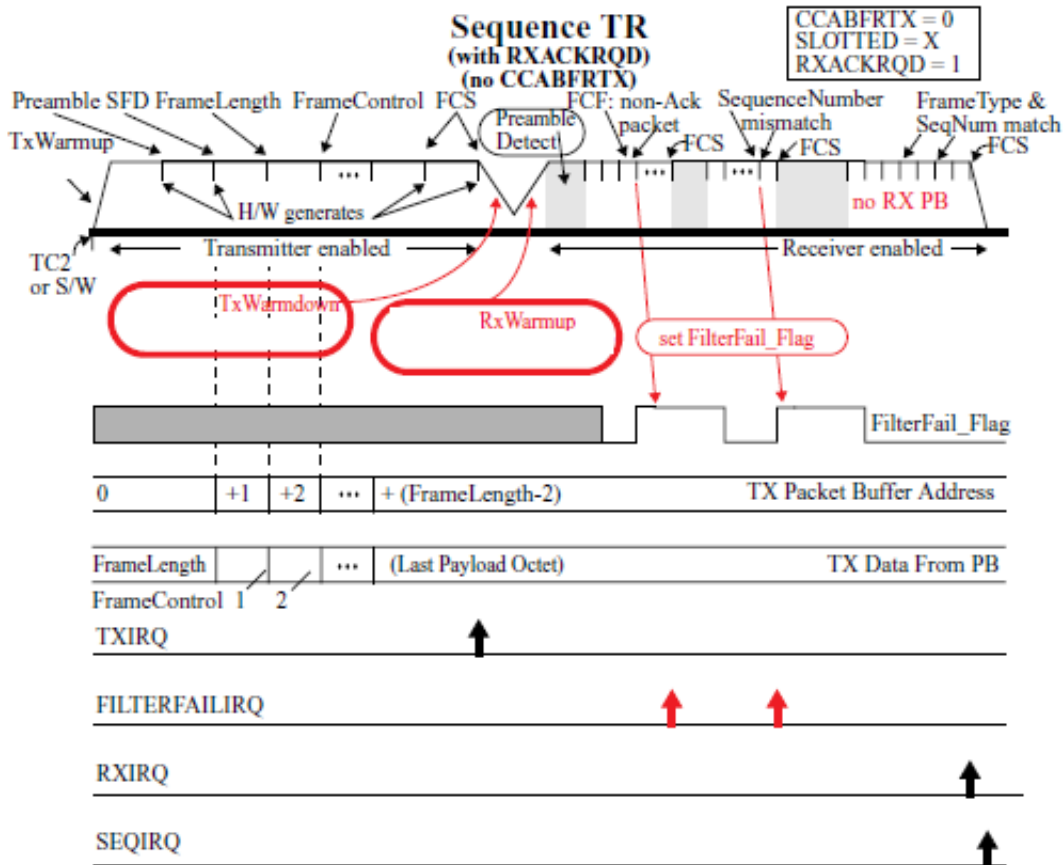 Sequence TR
(with RXACKRQD)
(no CCABFRTX)
CCABFRTX = 0
SLOTTED = X
RXACKRQD = 1
Preamble SFD FrameLength FrameControl FCS
TxWarmup
Preamble
Detect
FCF: non-Ack
packet
FCS
SequenceNumber
mismatch
FCS
FrameType &
SeqNum match
FCS
...
...
...
H/W generates
no RX PB
Transmitter enabled
Receiver enabled
TC2
or S/W
TxWarmdown
RxWarmup
set FilterFail_Flag
FilterFail_Flag
0 +1 +2 ... + (FrameLength-2) TX Packet Buffer Address
FrameLength ... (Last Payload Octet) TX Data From PB
FrameControl 1 2
TXIRQ
FILTERFAILIRQ
RXIRQ
SEQIRQ